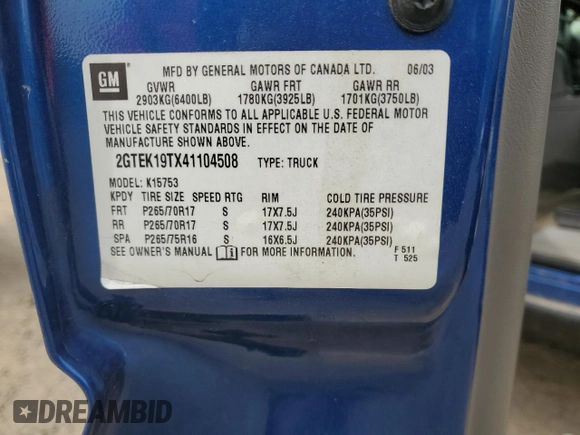 GM
MFD BY GENERAL MOTORS OF CANADA LTD. 06/03
GVWR GAWR FRT GAWR RR
2903KG(6400LB) 1780KG(3925LB) 1701KG(3750LB)
THIS VEHICLE CONFORMS TO ALL APPLICABLE U.S. FEDERAL MOTOR
VEHICLE SAFETY STANDARDS IN EFFECT ON THE DATE OF
MANUFACTURE SHOWN ABOVE.
2GTEK19TX41104508 TYPE: TRUCK
MODEL: K15753
KPDY TIRE SIZE SPEED RTG RIM COLD TIRE PRESSURE
FRT P265/70R17 S 17X7.5J 240KPA(35PSI)
RR P265/70R17 S 17X7.5J 240KPA(35PSI)
SPA P265/75R16 S 16X6.5J 240KPA(35PSI)
SEE OWNER'S MANUAL FOR MORE INFORMATION. F 511
T 525
DREAMBID